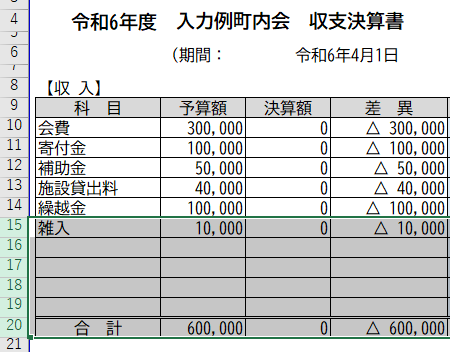 4 令和6年度 入力例町内会 収支決算書
5
6 （期間： 令和6年4月1日
7
8 【収 入】
9 科 目 予算額 決算額 差 異
10 会費 300,000 0 △ 300,000
11 寄付金 100,000 0 △ 100,000
12 補助金 50,000 0 △ 50,000
13 施設貸出料 40,000 0 △ 40,000
14 繰越金 100,000 0 △ 100,000
15 雑入 10,000 0 △ 10,000
16
17
18
19
20 合 計 600,000 0 △ 600,000
21